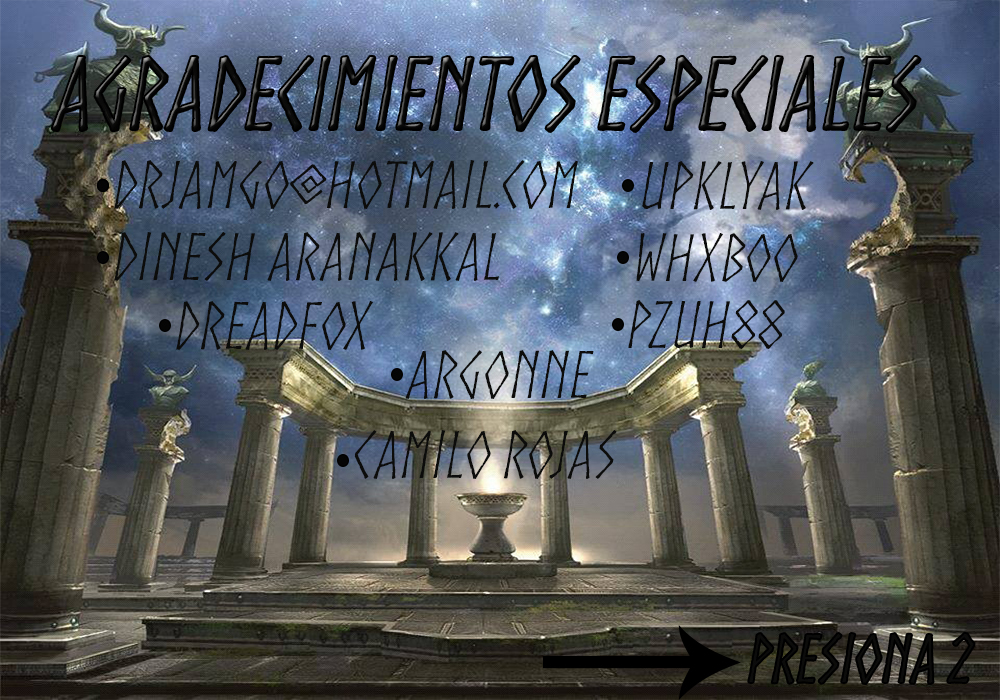 AGRADECIMIENTOS ESPECIALES
•DRJAMGO@HOTMAIL.COM
•UPKLYAK
•DINESH ARANAKKAL
•WHXBOO
•DREADFOX
•PZUH88
•ARGONNE
•CAMILO ROJAS
PRESIONA 2